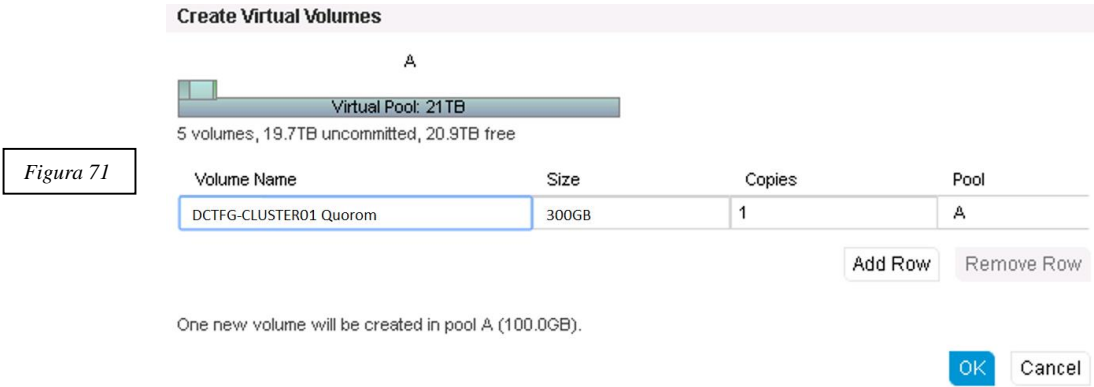 Create Virtual Volumes
A
Virtual Pool: 21TB
5 volumes, 19.7TB uncommitted, 20.9TB free
Figura 71
Volume Name Size Copies Pool
DCTFG-CLUSTER01 Quorom 300GB 1 A
Add Row Remove Row
One new volume will be created in pool A (100.0GB).
OK Cancel